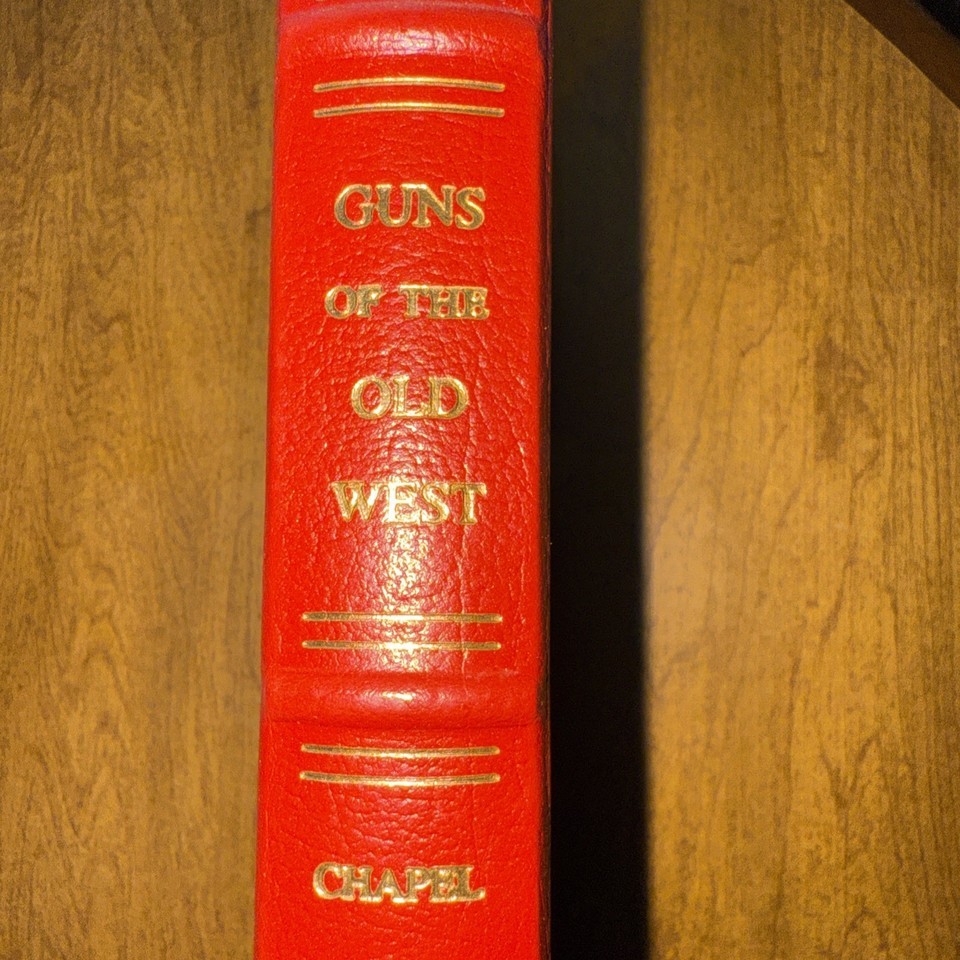 GUNS
OF THE
OLD
WEST
CHAPEL